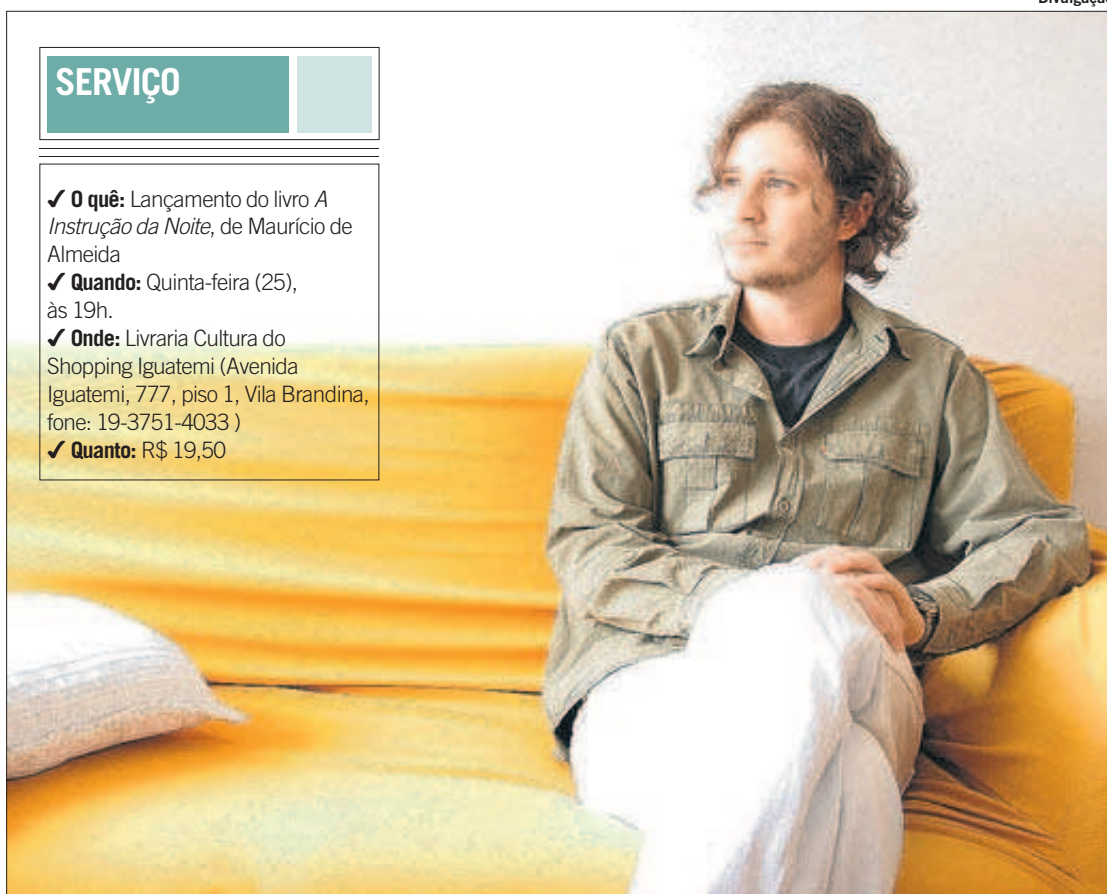 Divulgação
SERVIÇO
✓ O quê: Lançamento do livro A
Instrução da Noite, de Maurício de
Almeida
✓ Quando: Quinta-feira (25),
às 19h.
✓ Onde: Livraria Cultura do
Shopping Iguatemi (Avenida
Iguatemi, 777, piso 1, Vila Brandina,
fone: 19-3751-4033 )
✓ Quanto: R$ 19,50